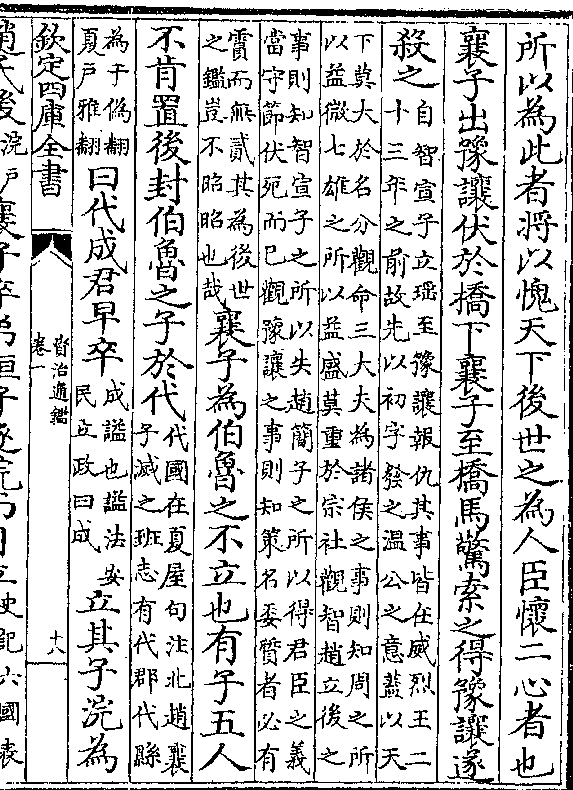 所以為此者將以愧天下後世之為人臣懷二心者也
襄子出豫讓伏於橋下襄子至橋馬驚索之得豫讓遂
殺之
自智宣子立瑶至豫讓報仇其事皆在威烈王二
十三年之前故先以初字發之温公之意蓋以天
下莫大於名分觀命三大夫為諸侯之事則知周之所
以益微七雄之所以益盛莫重於宗社觀智趙立後之
事則知智宣子之所以失趙簡子之所以得君臣之義
當守節伏死而已觀豫讓之事則知策名委質者必有
霣而無貳其為後世
之鑑豈不昭昭也哉
襄子為伯魯之不立也有子五人
不肯置後封伯魯之子於代
代國在夏屋句注北趙襄
子滅之班志有代郡代縣
為于偽翻
夏戸雅翻
曰代成君早卒
成諡也諡法安
民立政曰成
立其子浣為
欽定四庫全書
資治通鑑
卷一
十八
趙氏後
浣戸
襄子卒弟桓子逐浣而自立
史記六國表